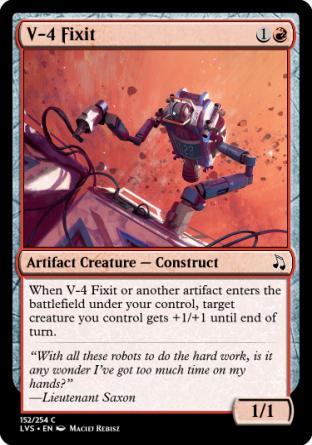 V-4 Fixit 1
Artifact Creature — Construct
When V-4 Fixit or another artifact enters the
battlefield under your control, target
creature you control gets +1/+1 until end of
turn.
"With all these robots to do the hard work, is it
any wonder I've got too much time on my
hands?"
—Lieutenant Saxon
1/1
152/254 C
LVS • EN Maciej Rebisz